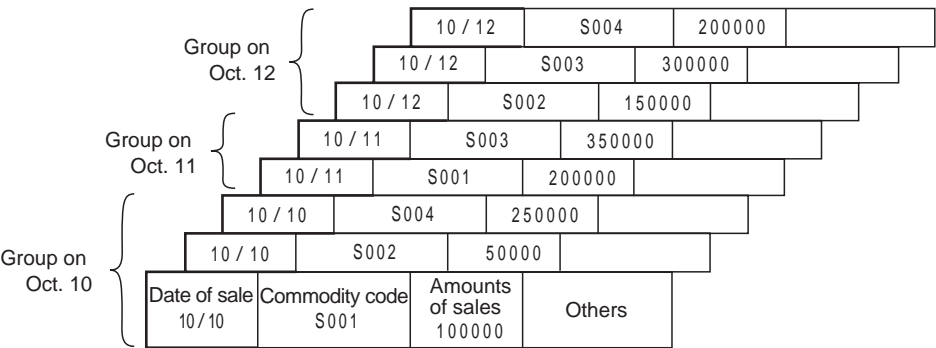 10/12 S004 200000
Group on
Oct. 12
10/12 S003 300000
10/12 S002 150000
Group on
Oct. 11
10/11 S003 350000
10/11 S001 200000
10/10 S004 250000
Group on
Oct. 10
10/10 S002 50000
Date of sale Commodity code Amounts
of sales Others
10/10 S001 100000